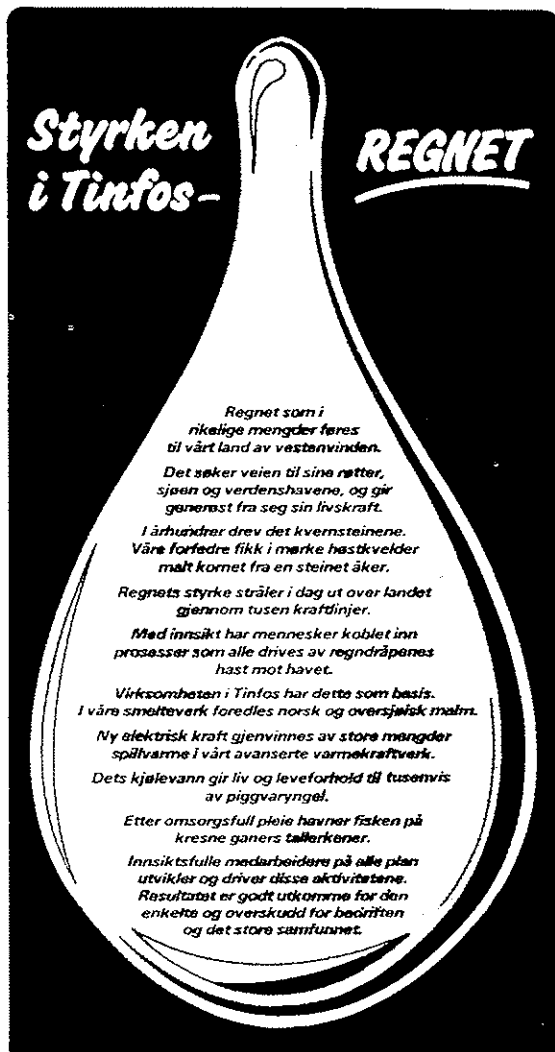 Styrken
i Tinfos –
REGNET
Regnet som i
rikelige mengder føres
til vårt land av vestenvinden.
Det søker veien til sine røtter,
sjøen og verdenshavene, og gir
generøst fra seg sin livskraft.
I århundrer drev det kvernsteinene.
Våre forfedre fikk i mørke høstkvelder
malt kornet fra en steinet åker.
Regnets styrke stråler i dag ut over landet
gjennom tusen kraftlinjer.
Med innsikt har mennesker koblet inn
prosesser som alle drives av regndråpenes
hast mot havet.
Virksomheten i Tinfos har dette som basis.
I våre smelteverk foredles norsk og oversjøisk malm.
Ny elektrisk kraft gjenvinnes av store mengder
spillvarme i vårt avanserte varmekraftverk.
Dets kjølevann gir liv og leveforhold til tusenvis
av piggvaryngel.
Etter omsorgsfull pleie havner fisken på
kresne ganers tallerkener.
Innsiktsfulle medarbeidere på alle plan
utvikler og driver disse aktivitetene.
Resultatet er godt utkomme for den
enkelte og overskudd for bedriften
og det store samfunnet.